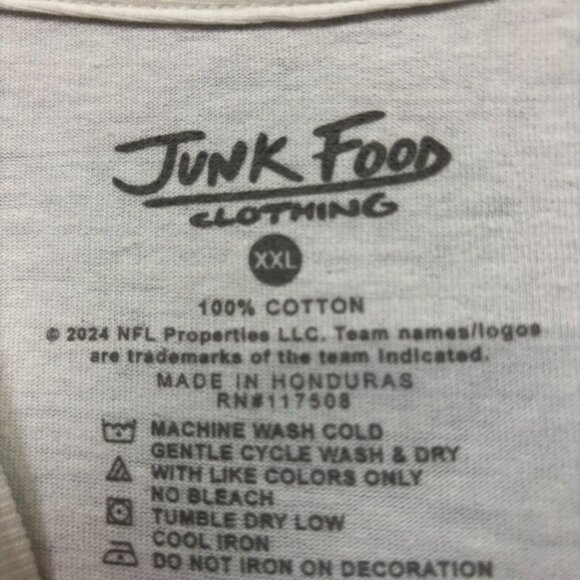 JUNK FOOD
CLOTHING
XXL
100% COTTON
© 2024 NFL Properties LLC. Team names/logos
are trademarks of the team indicated.
MADE IN HONDURAS
RN#117508
MACHINE WASH COLD
GENTLE CYCLE WASH & DRY
WITH LIKE COLORS ONLY
NO BLEACH
TUMBLE DRY LOW
COOL IRON
DO NOT IRON ON DECORATION